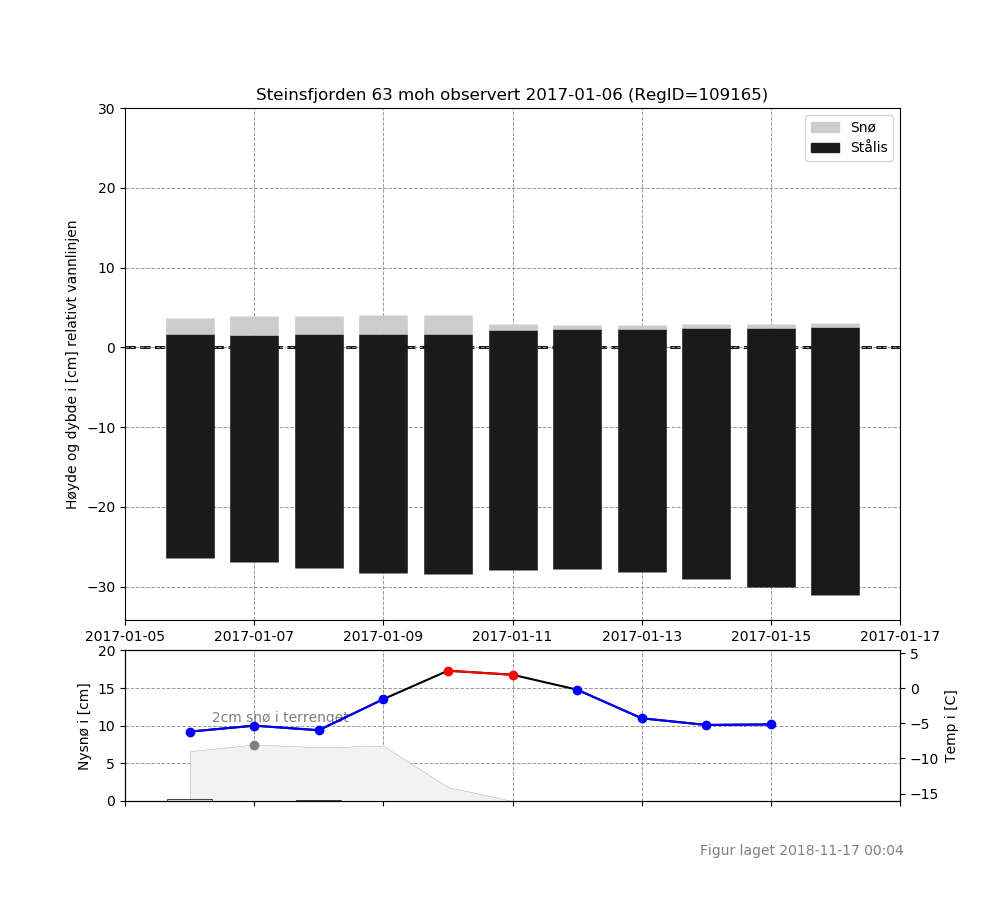 Steinsfjorden 63 moh observert 2017-01-06 (RegID=109165)
Snø
Stålis
Høyde og dybde i [cm] relativt vannlinjen
30
20
10
0
−10
−20
−30
2017-01-05 2017-01-07 2017-01-09 2017-01-11 2017-01-13 2017-01-15 2017-01-17
Nysnø i [cm]
20
15
10
5
0
2cm snø i terrenget
5
0
−5
−10
−15
Temp i [C]
Figur laget 2018-11-17 00:04